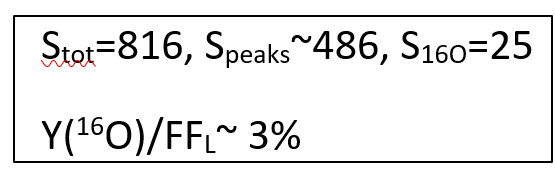 Stot=816, Speaks~486, S16O=25
Y(¹⁶O)/FFL~ 3%